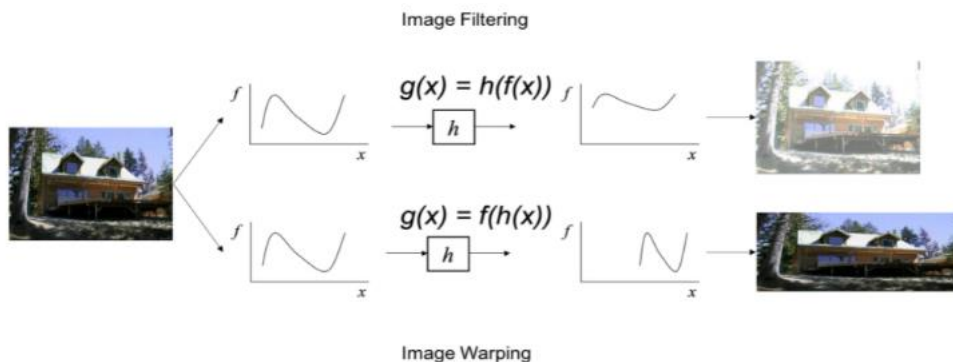 Image Filtering
g(x) = h(f(x))
f
h
f
x
x
g(x) = f(h(x))
f
h
f
x
x
Image Warping